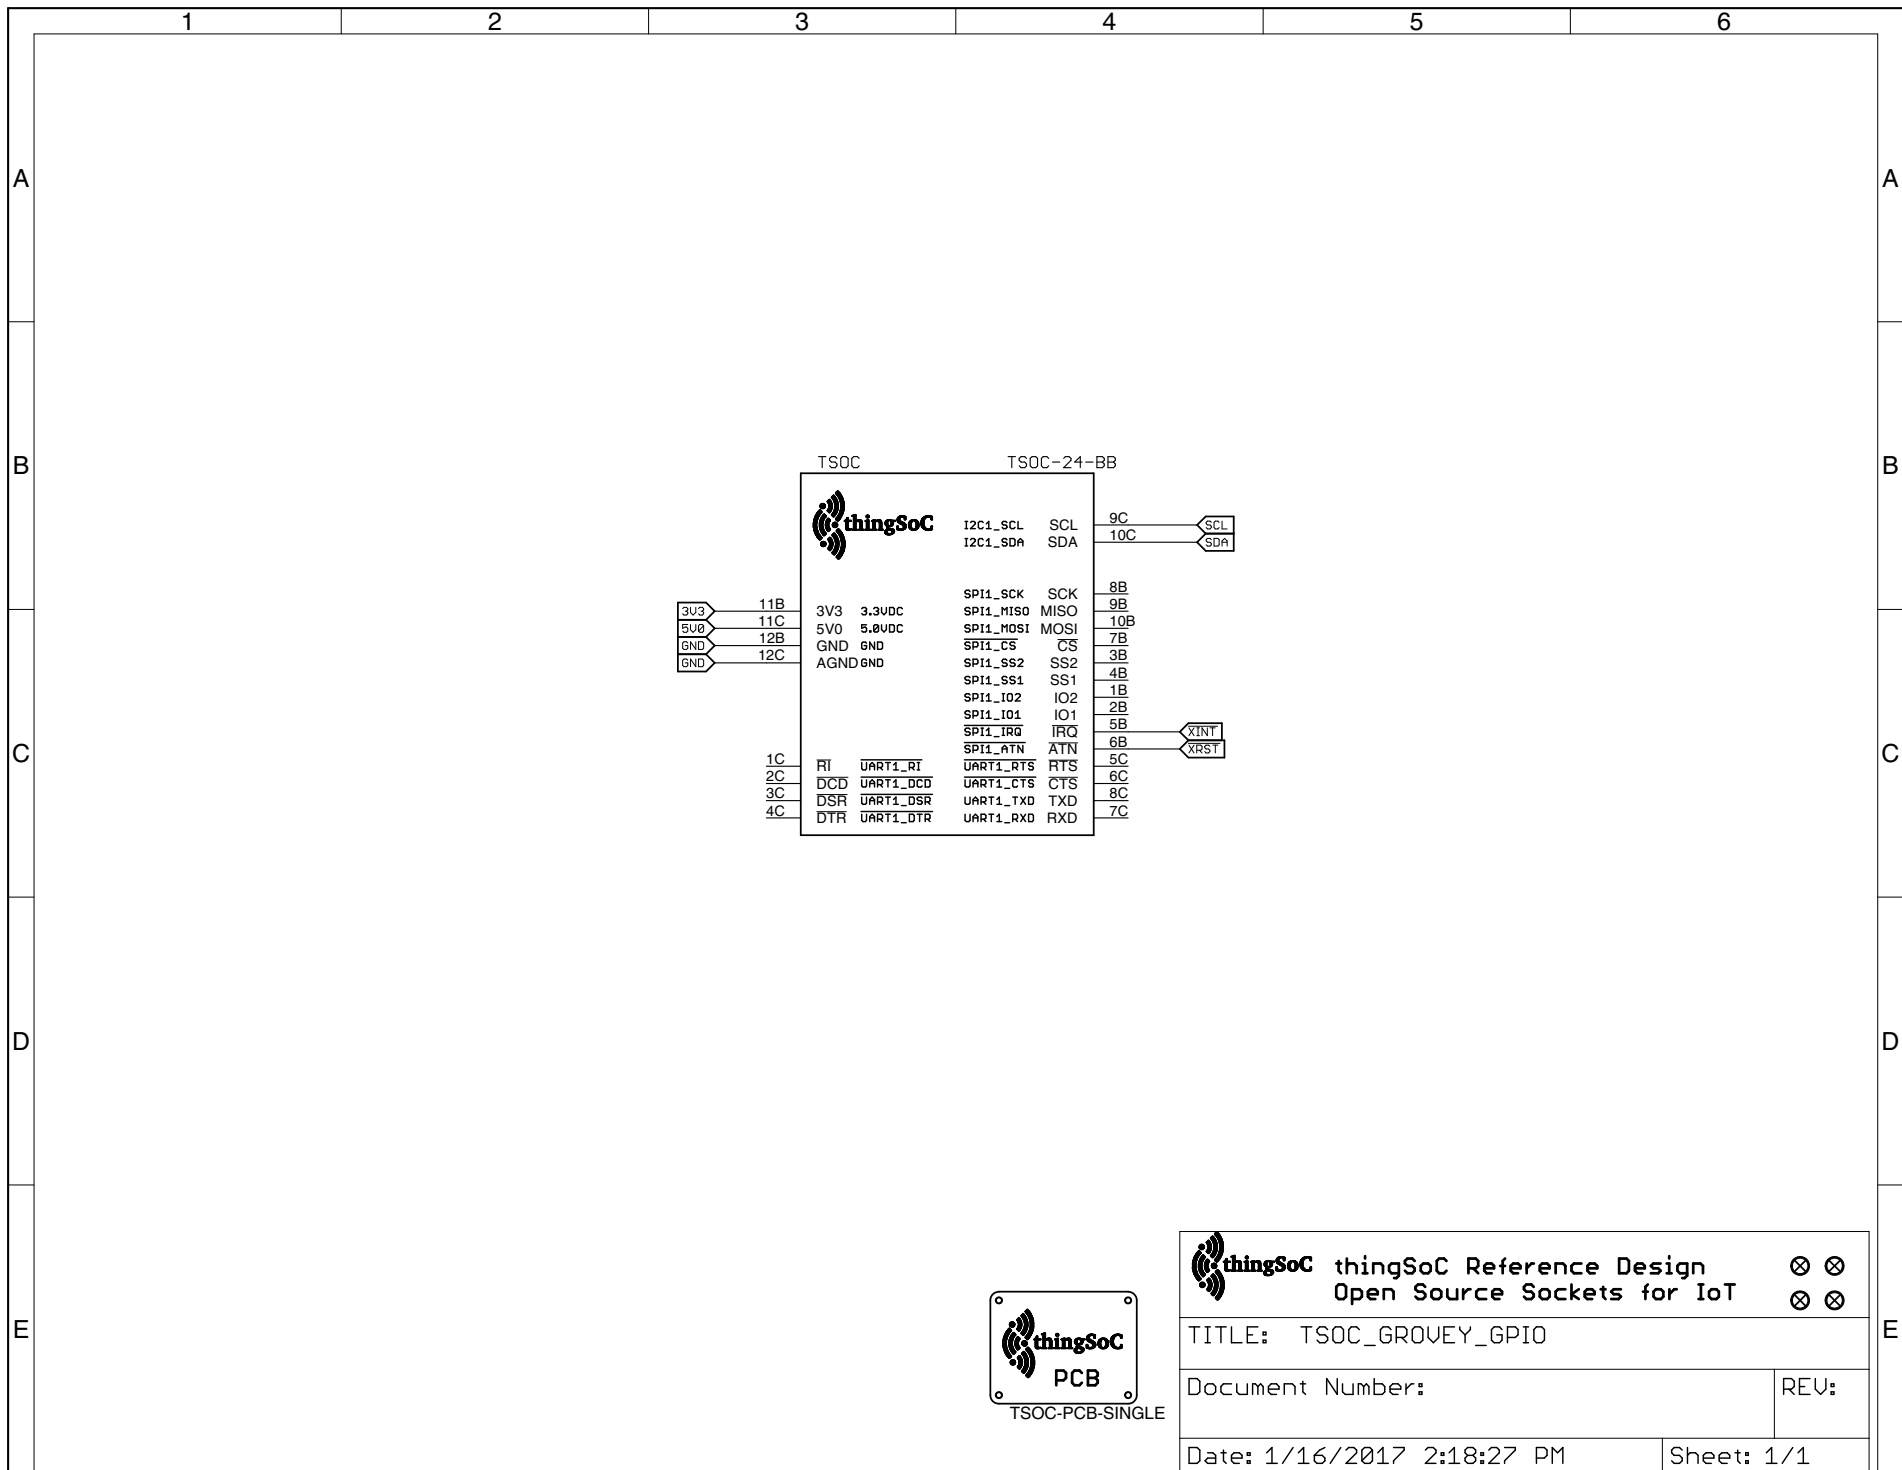 1 2 3 4 5 6
A A
B B
TSOC TSOC-24-BB
thingSoC
I2C1_SCL SCL 9C SCL
I2C1_SDA SDA 10C SDA
SPI1_SCK SCK 8B
3V3 11B 3V3 3.3VDC SPI1_MISO MISO 9B
5V0 11C 5V0 5.0VDC SPI1_MOSI MOSI 10B
GND 12B GND GND SPI1_CS CS 7B
GND 12C AGND GND SPI1_SS2 SS2 3B
SPI1_SS1 SS1 4B
SPI1_IO2 IO2 1B
SPI1_IO1 IO1 2B
SPI1_IRQ IRQ 5B XINT
SPI1_ATN ATN 6B XRST
C C
1C RI UART1_RI UART1_RTS RTS 5C
2C DCD UART1_DCD UART1_CTS CTS 6C
3C DSR UART1_DSR UART1_TXD TXD 8C
4C DTR UART1_DTR UART1_RXD RXD 7C
D D
E E
thingSoC
PCB
TSOC-PCB-SINGLE
thingSoC thingSoC Reference Design
Open Source Sockets for IoT
TITLE: TSOC_GROVEY_GPIO
Document Number: REV:
Date: 1/16/2017 2:18:27 PM Sheet: 1/1